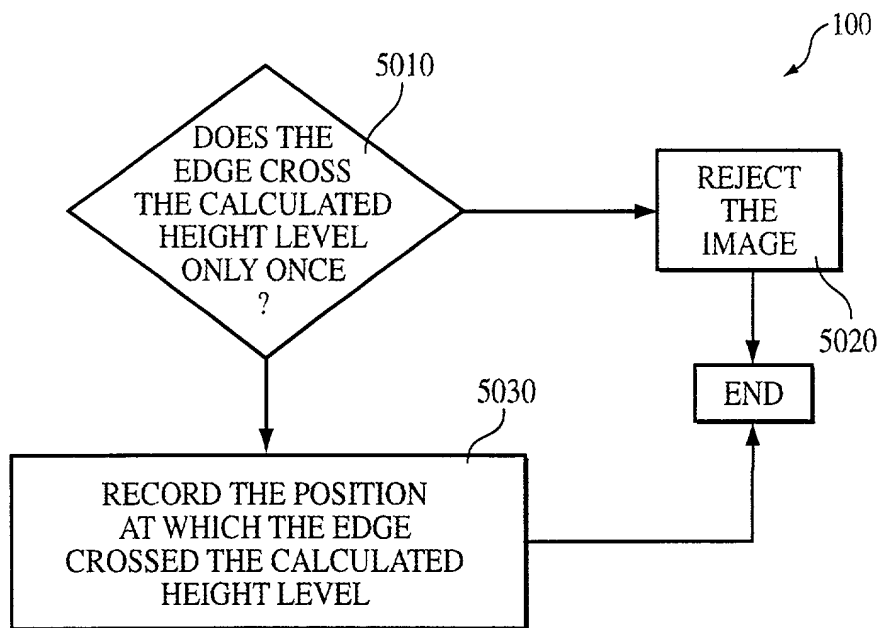 100
5010
DOES THE
EDGE CROSS
THE CALCULATED
HEIGHT LEVEL
ONLY ONCE
?
REJECT
THE
IMAGE
5020
END
5030
RECORD THE POSITION
AT WHICH THE EDGE
CROSSED THE CALCULATED
HEIGHT LEVEL